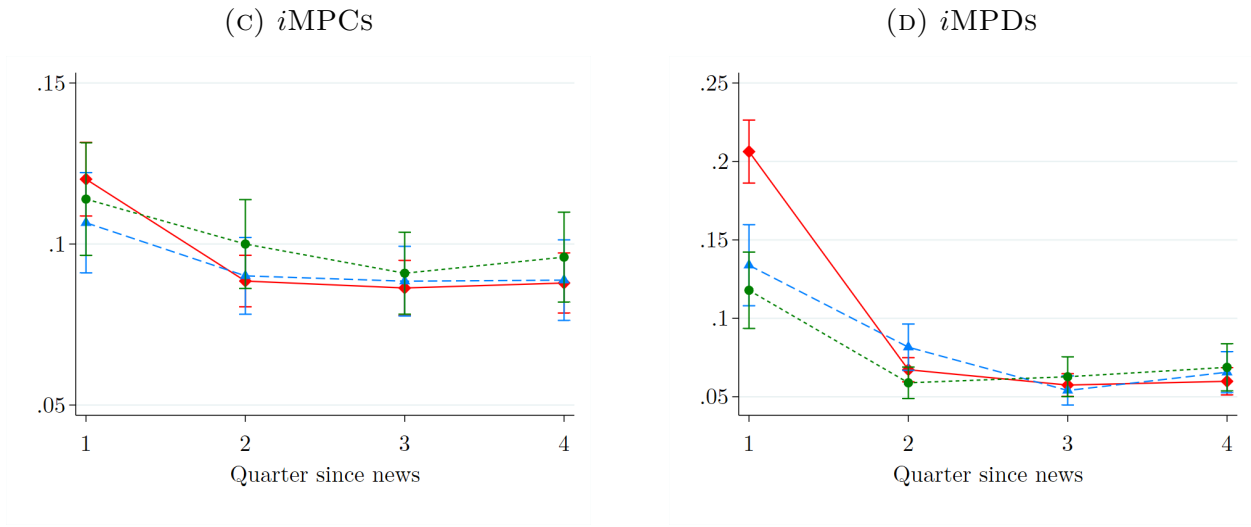 (C) iMPCs
.15
.1
.05
1 2 3 4
Quarter since news
(D) iMPDs
.25
.2
.15
.1
.05
1 2 3 4
Quarter since news